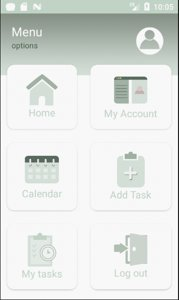 10:05
Menu
options
Home
My Account
Calendar
Add Task
My tasks
Log out